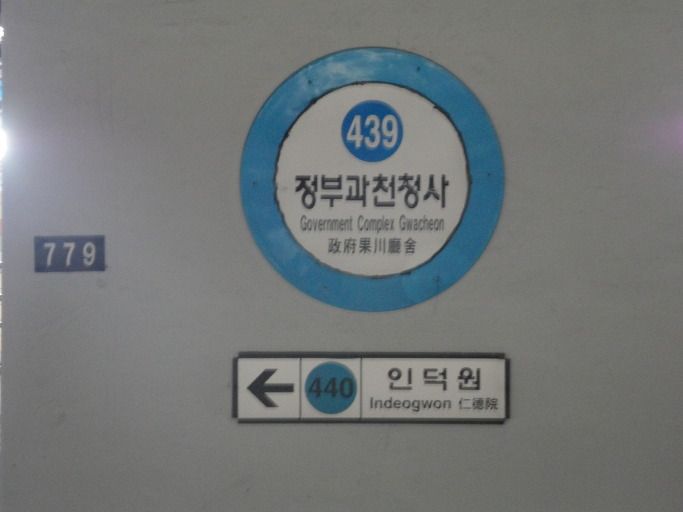 439
정부과천청사
Government Complex Gwacheon
政府果川廳舍
779
440
인덕원
Indeogwon 仁德院